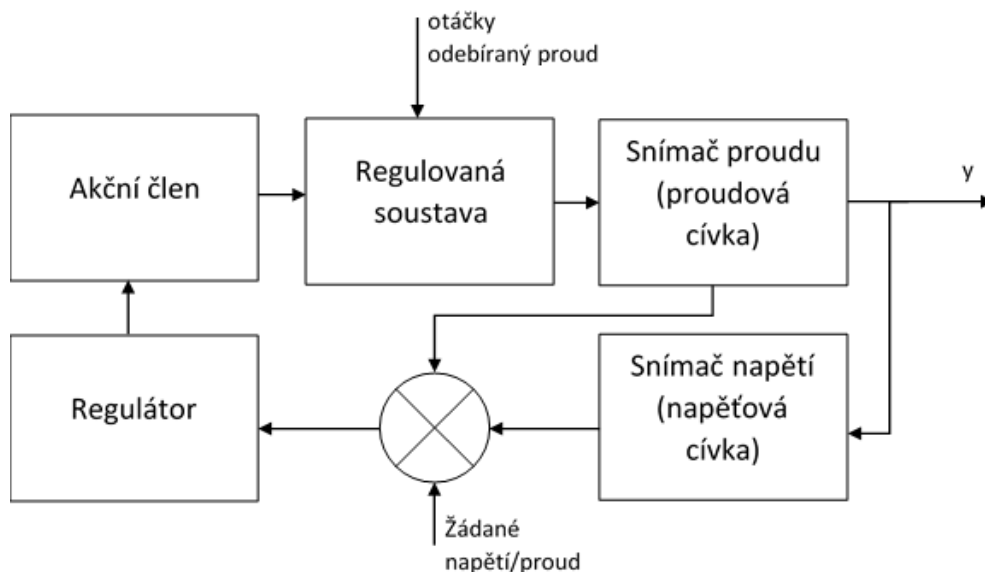 otáčky
odebíraný proud
Akční člen
Regulovaná
soustava
Snímač proudu
(proudová
cívka)
y
Regulátor
Snímač napětí
(napěťová
cívka)
Žádané
napětí/proud